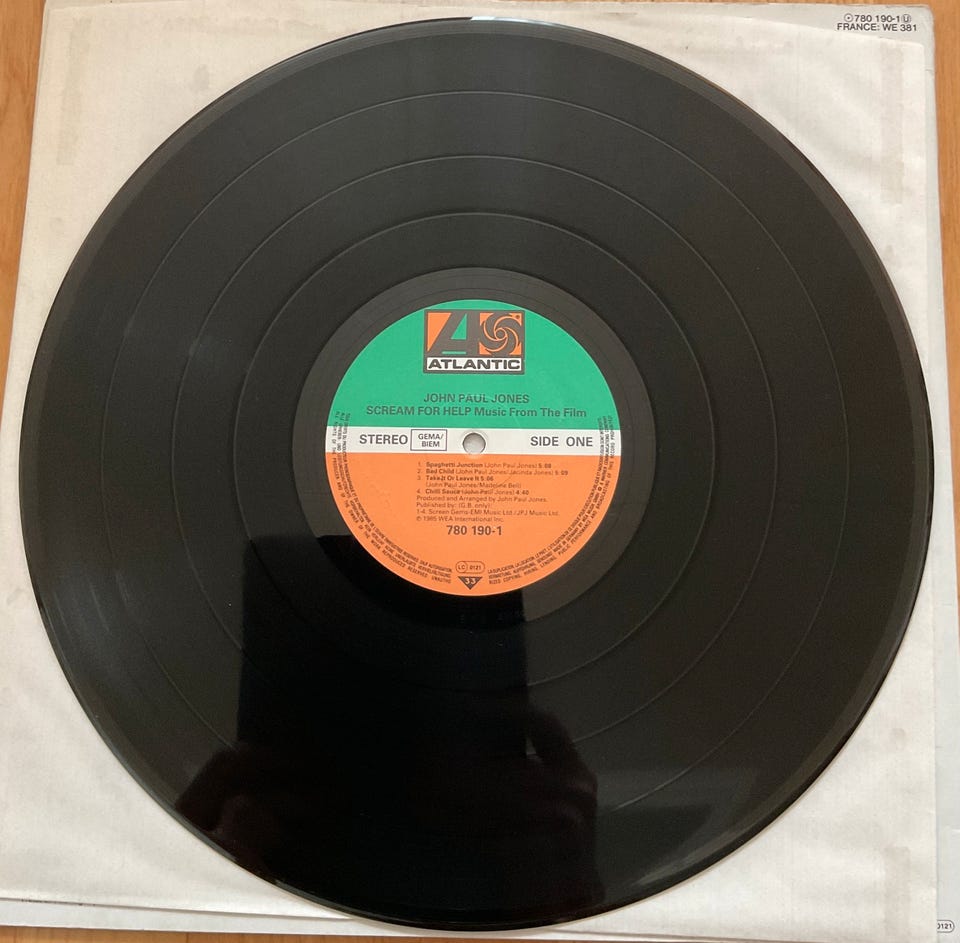 ℗780 190-1Ⓤ
FRANCE: WE 381
ATLANTIC
JOHN PAUL JONES
SCREAM FOR HELP Music From The Film
STEREO
GEMA/
BIEM
SIDE ONE
1. Spaghetti Junction (John Paul Jones) 5:08
2. Bad Child (John Paul Jones/Jacinda Jones) 5:09
3. Take It Or Leave It 5:06
(John Paul Jones/Madeline Bell)
4. Chilli Sauce (John Paul Jones) 4:40
Produced and Arranged by John Paul Jones.
Published by: (G.B. only):
1-4. Screen Gems-EMI Music Ltd./JPJ Music Ltd.
℗ 1985 WEA International Inc.
780 190-1
LC 0121
33
0121